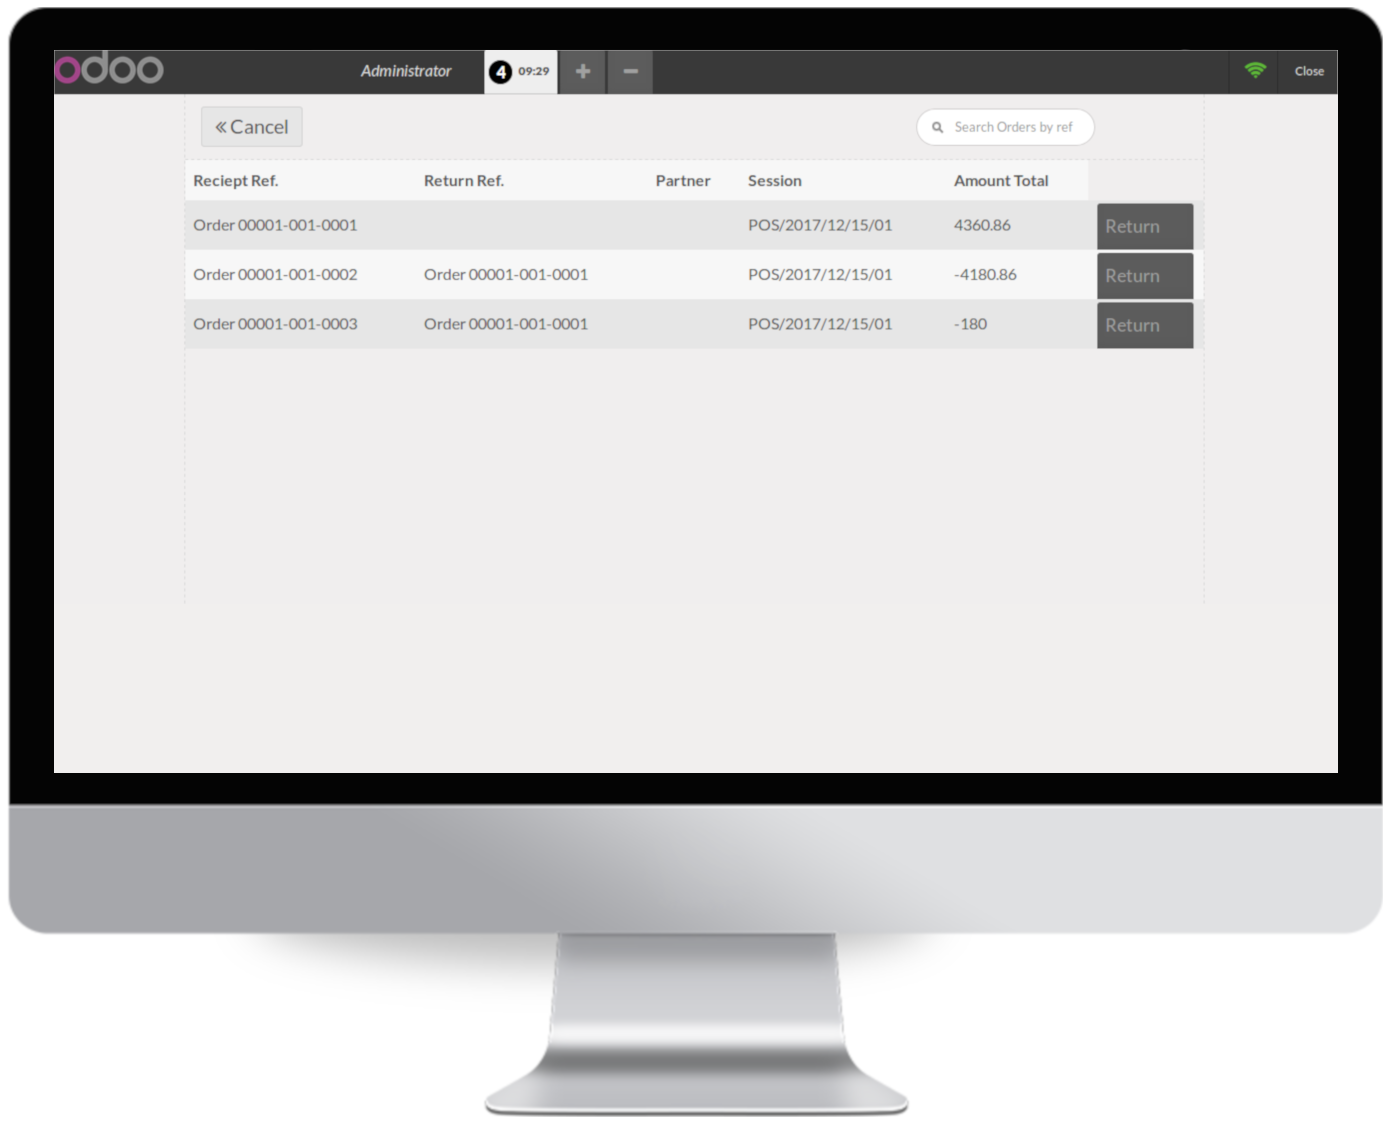 odoo Administrator 4 09:29 + − Close
« Cancel Search Orders by ref
Reciept Ref. Return Ref. Partner Session Amount Total
Order 00001-001-0001 POS/2017/12/15/01 4360.86 Return
Order 00001-001-0002 Order 00001-001-0001 POS/2017/12/15/01 -4180.86 Return
Order 00001-001-0003 Order 00001-001-0001 POS/2017/12/15/01 -180 Return